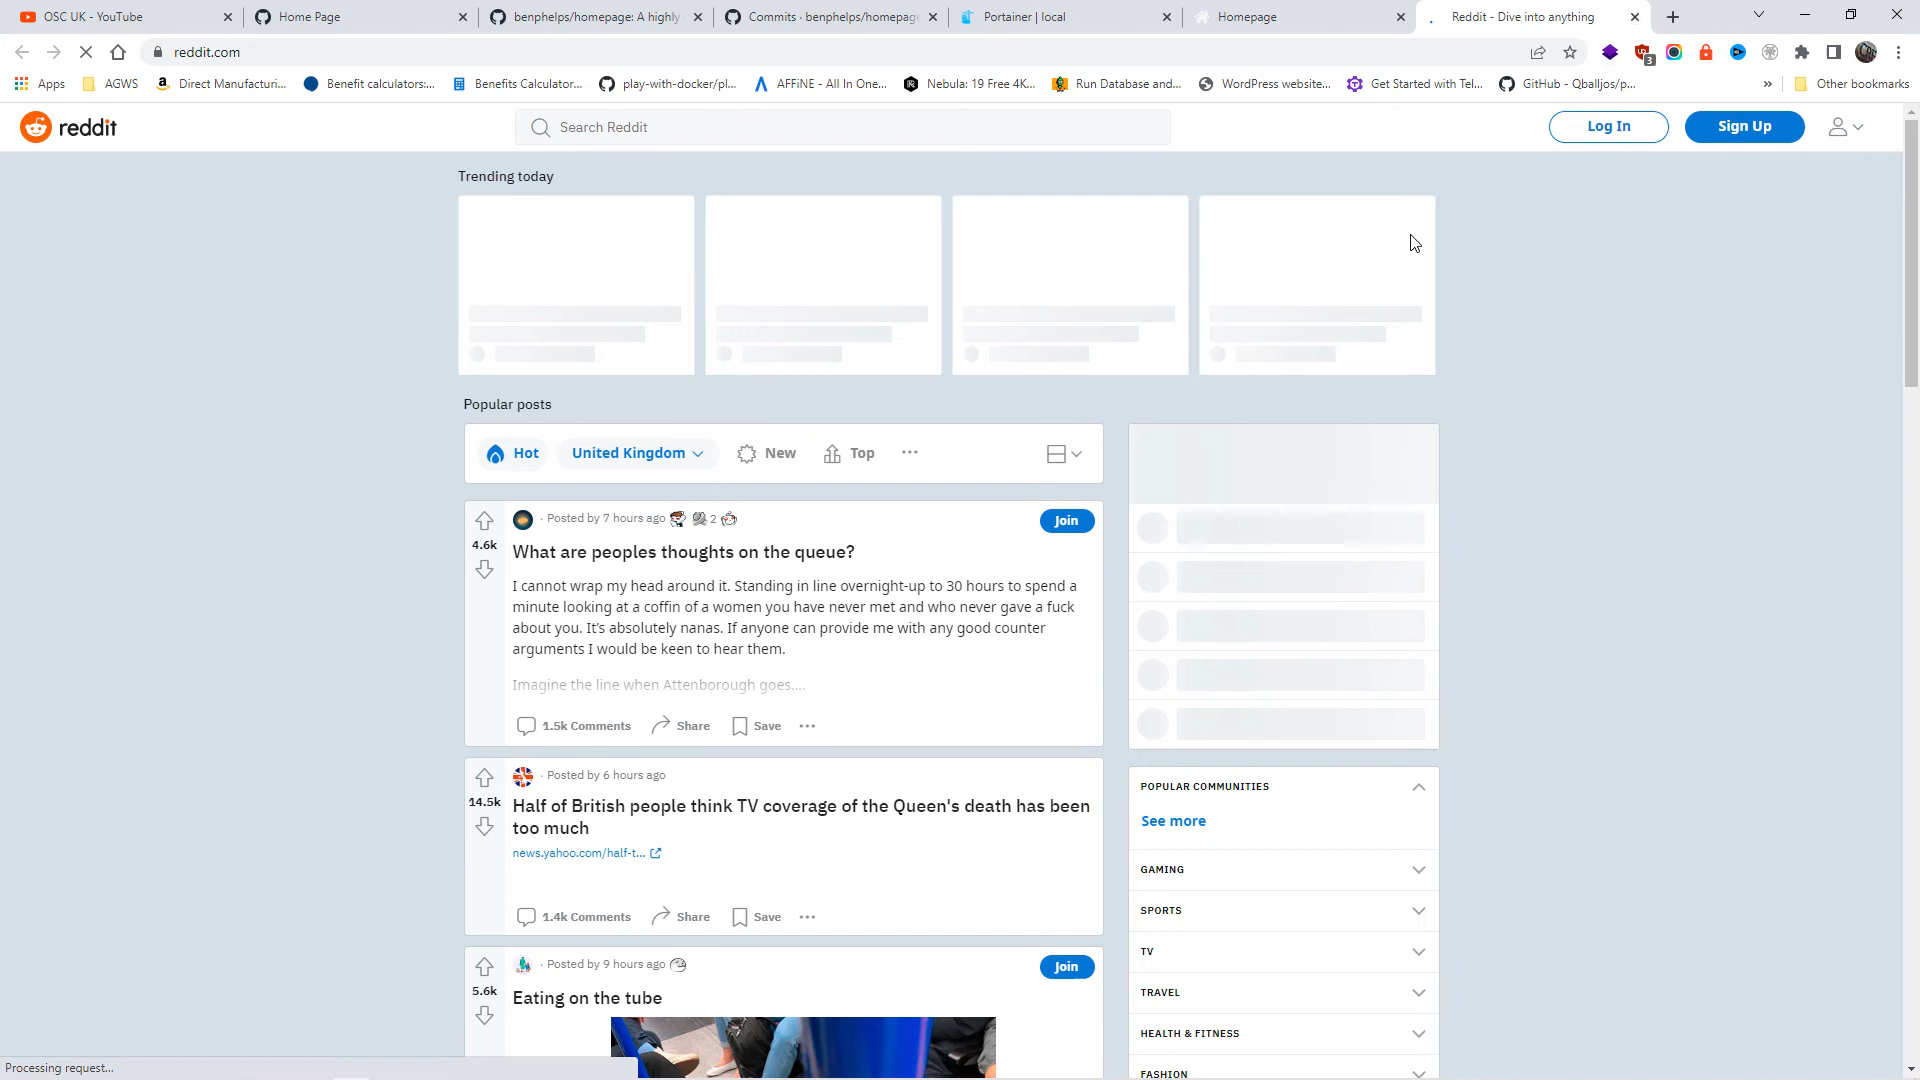 OSC UK - YouTube
Home Page
benphelps/homepage: A highly
Commits · benphelps/homepage
Portainer | local
Homepage
Reddit - Dive into anything
reddit.com
3
Apps
AGWS
Direct Manufacturi...
Benefit calculators:...
Benefits Calculator...
play-with-docker/pl...
AFFiNE - All In One...
Nebula: 19 Free 4K...
Run Database and...
WordPress website...
Get Started with Tel...
GitHub - Qballjos/p...
»
Other bookmarks
reddit
Search Reddit
Log In
Sign Up
Trending today
Popular posts
Hot
United Kingdom
New
Top
4.6k
· Posted by 7 hours ago
2
Join
What are peoples thoughts on the queue?
I cannot wrap my head around it. Standing in line overnight-up to 30 hours to spend a
minute looking at a coffin of a women you have never met and who never gave a fuck
about you. It's absolutely nanas. If anyone can provide me with any good counter
arguments I would be keen to hear them.
Imagine the line when Attenborough goes....
1.5k Comments
Share
Save
14.5k
· Posted by 6 hours ago
Half of British people think TV coverage of the Queen's death has been
too much
news.yahoo.com/half-t...
1.4k Comments
Share
Save
5.6k
· Posted by 9 hours ago
Join
Eating on the tube
POPULAR COMMUNITIES
See more
GAMING
SPORTS
TV
TRAVEL
HEALTH & FITNESS
FASHION
Processing request...